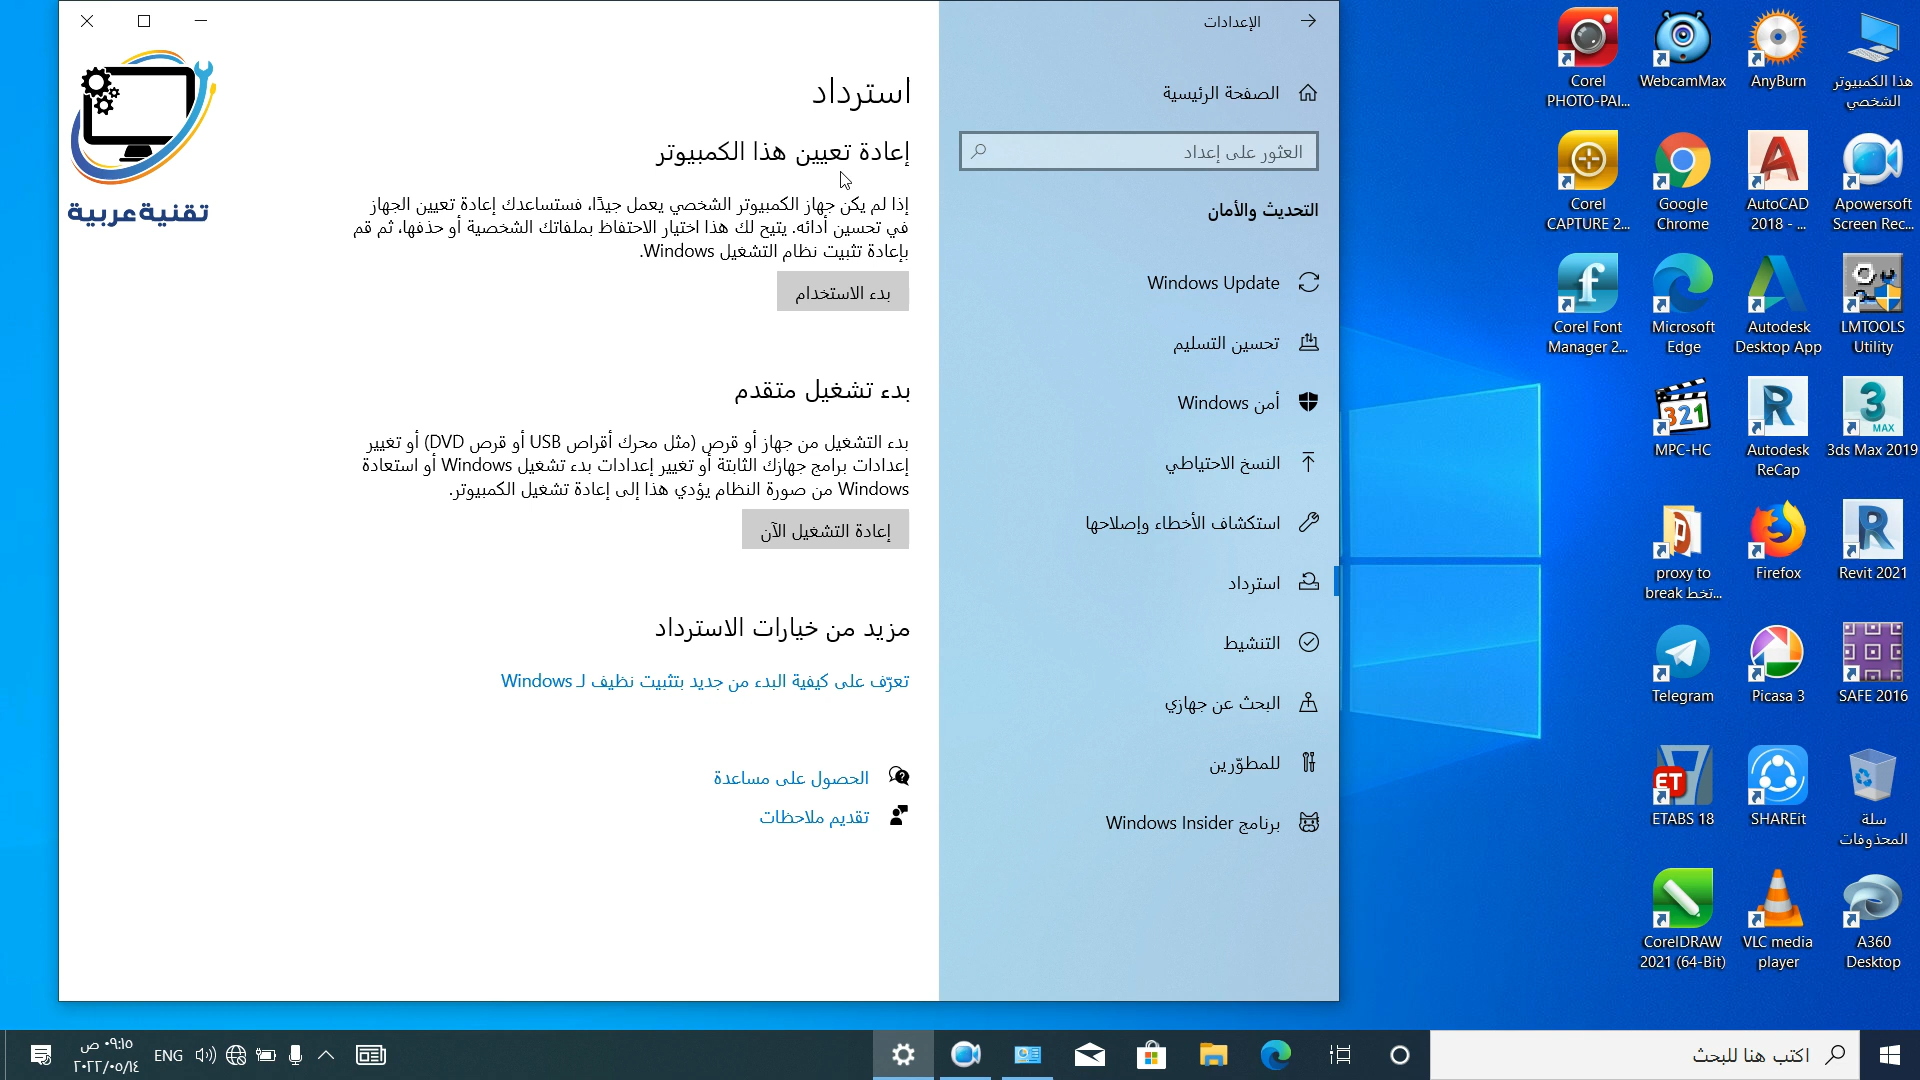 الإعدادات
الصفحة الرئيسية
العثور على إعداد
التحديث والأمان
Windows Update
تحسين التسليم
أمن Windows
النسخ الاحتياطي
استكشاف الأخطاء وإصلاحها
استرداد
التنشيط
البحث عن جهازي
للمطوّرين
برنامج Windows Insider
استرداد
إعادة تعيين هذا الكمبيوتر
إذا لم يكن جهاز الكمبيوتر الشخصي يعمل جيدًا، فستساعدك إعادة تعيين الجهاز
في تحسين أدائه. يتيح لك هذا اختيار الاحتفاظ بملفاتك الشخصية أو حذفها، ثم قم
بإعادة تثبيت نظام التشغيل Windows.
بدء الاستخدام
بدء تشغيل متقدم
بدء التشغيل من جهاز أو قرص (مثل محرك أقراص USB أو قرص DVD) أو تغيير
إعدادات برامج جهازك الثابتة أو تغيير إعدادات بدء تشغيل Windows أو استعادة
Windows من صورة النظام يؤدي هذا إلى إعادة تشغيل الكمبيوتر.
إعادة التشغيل الآن
مزيد من خيارات الاسترداد
تعرّف على كيفية البدء من جديد بتثبيت نظيف لـ Windows
الحصول على مساعدة
تقديم ملاحظات
تقنية عربية
هذا الكمبيوتر
الشخصي
AnyBurn
WebcamMax
Corel
PHOTO-PAI...
Apowersoft
Screen Rec...
AutoCAD
2018 - ...
Google
Chrome
Corel
CAPTURE 2...
LMTOOLS
Utility
Autodesk
Desktop App
Microsoft
Edge
Corel Font
Manager 2...
3ds Max 2019
Autodesk
ReCap
MPC-HC
Revit 2021
Firefox
proxy to
break تخط...
SAFE 2016
Picasa 3
Telegram
سلة
المحذوفات
SHAREit
ETABS 18
A360
Desktop
VLC media
player
CorelDRAW
2021 (64-Bit)
اكتب هنا للبحث
ENG
٠٩:١٥ ص
٢٠٢٢/٠٥/١٤